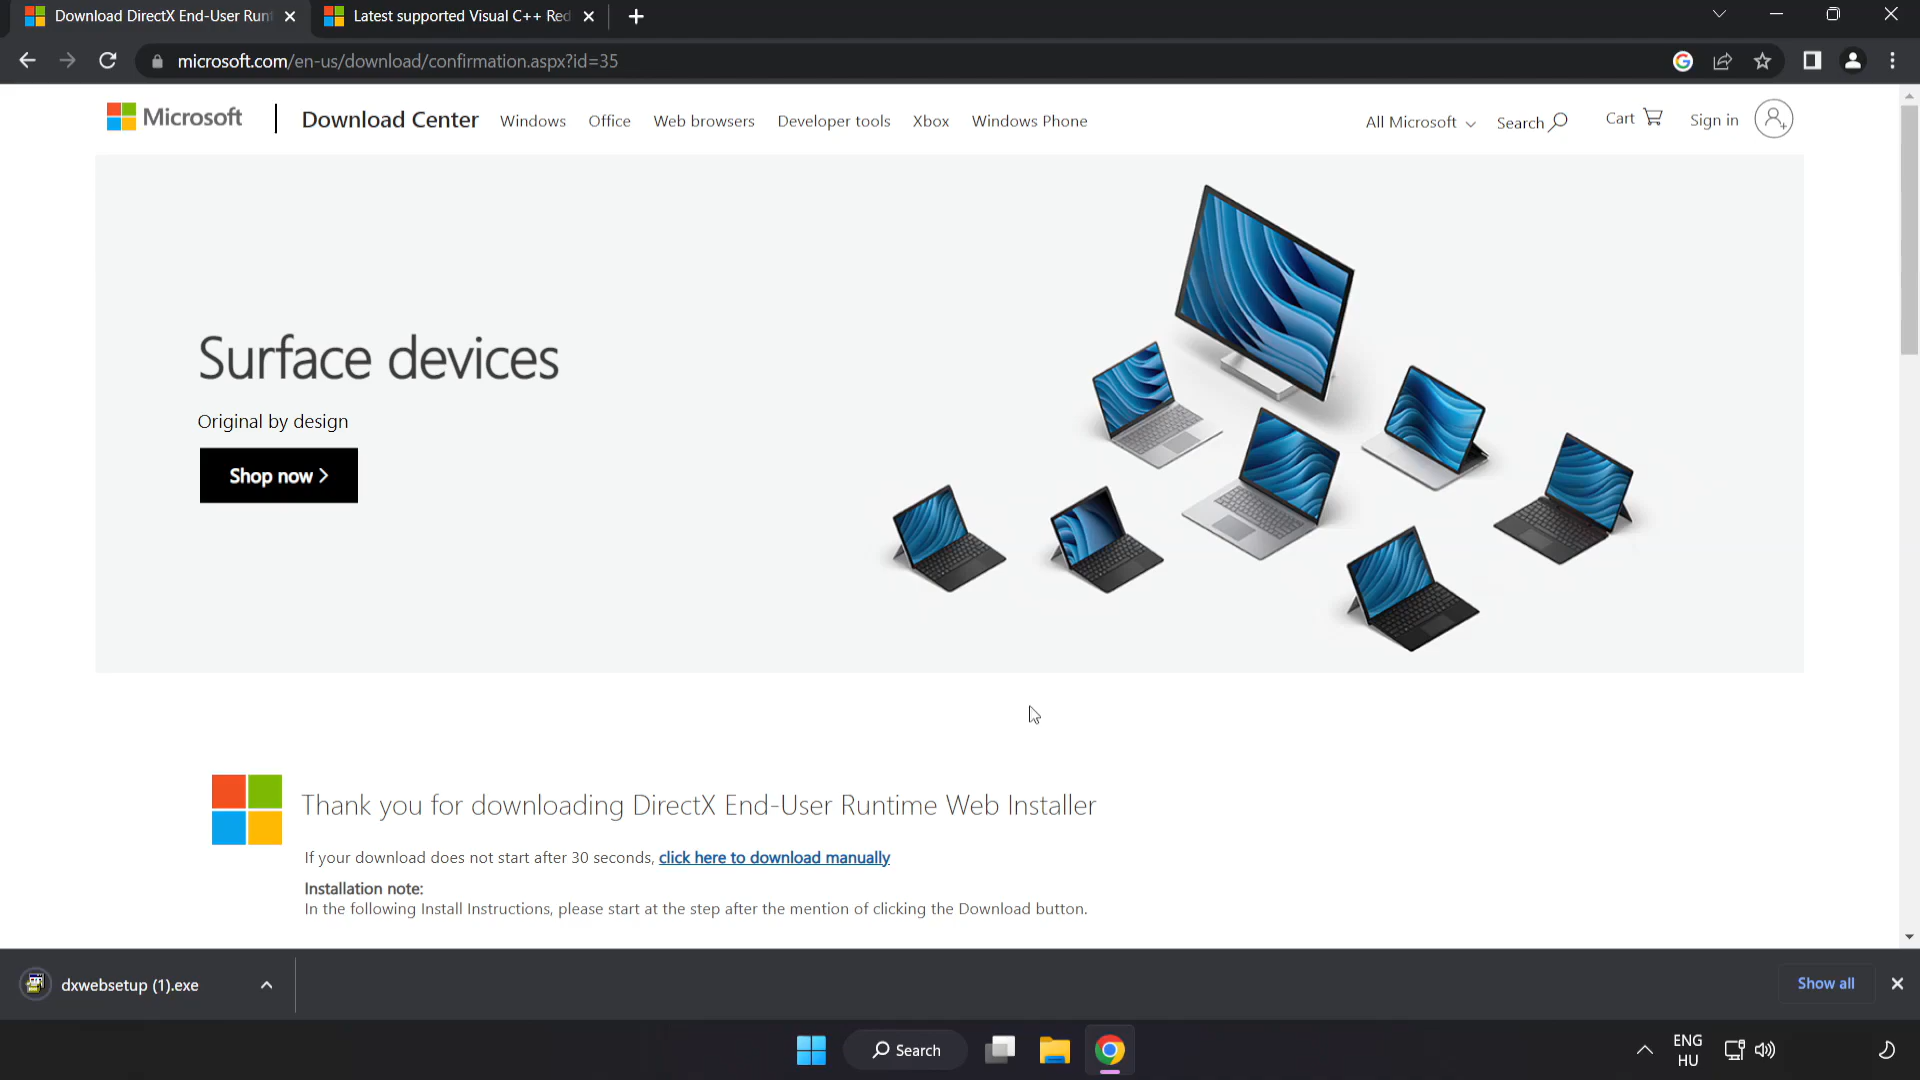 Download DirectX End-User Runt
Latest supported Visual C++ Red
microsoft.com/en-us/download/confirmation.aspx?id=35
Microsoft
Download Center
Windows
Office
Web browsers
Developer tools
Xbox
Windows Phone
All Microsoft
Search
Cart
Sign in
Surface devices
Original by design
Shop now
Thank you for downloading DirectX End-User Runtime Web Installer
If your download does not start after 30 seconds, click here to download manually
Installation note:
In the following Install Instructions, please start at the step after the mention of clicking the Download button.
dxwebsetup (1).exe
Show all
Search
ENG
HU